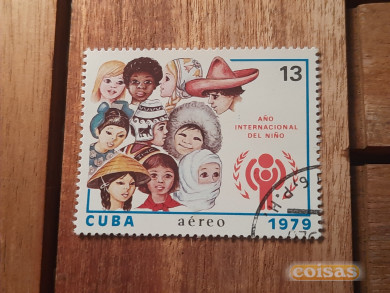 13
AÑO
INTERNACIONAL
DEL NIÑO
CUBA aéreo 1979
coisas